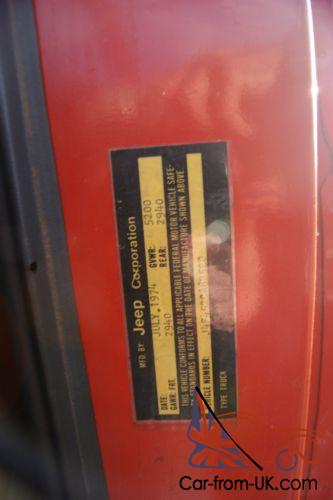 MFD. BY Jeep Corporation
DATE: JULY, 1974 GVWR: 5200
GAWR: FRT. 2940 REAR: 2940
THIS VEHICLE CONFORMS TO ALL APPLICABLE FEDERAL MOTOR VEHICLE SAFE-
TY STANDARDS IN EFFECT ON THE DATE OF MANUFACTURE SHOWN ABOVE
VEHICLE NUMBER:
TYPE: TRUCK
Car-from-UK.com